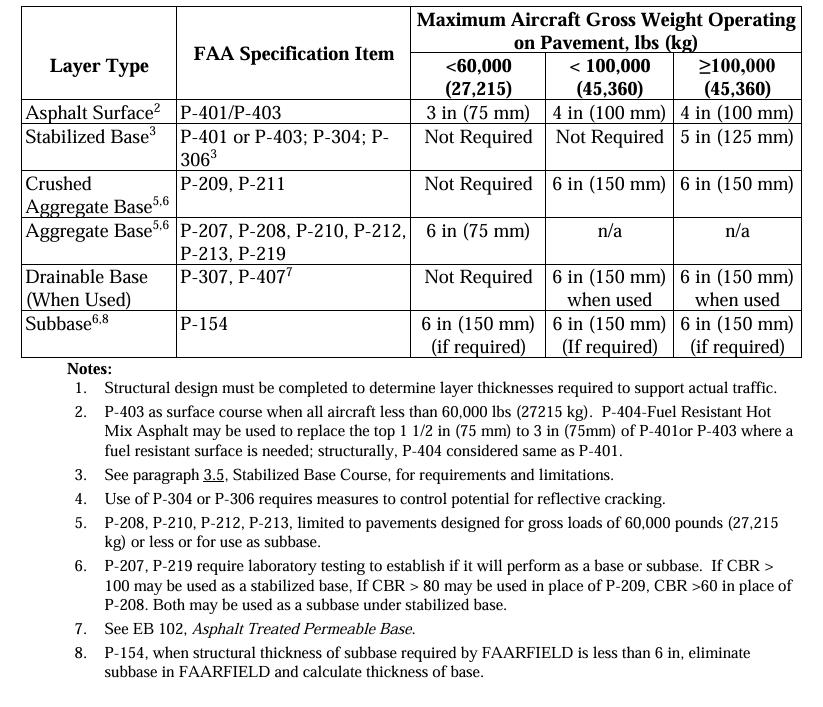 Layer Type
FAA Specification Item
Maximum Aircraft Gross Weight Operating
on Pavement, lbs (kg)
<60,000
(27,215)
< 100,000
(45,360)
≥100,000
(45,360)
Asphalt Surface² P-401/P-403 3 in (75 mm) 4 in (100 mm) 4 in (100 mm)
Stabilized Base³ P-401 or P-403; P-304; P- Not Required Not Required 5 in (125 mm)
306³
Crushed P-209, P-211 Not Required 6 in (150 mm) 6 in (150 mm)
Aggregate Base⁵,⁶
Aggregate Base⁵,⁶ P-207, P-208, P-210, P-212, 6 in (75 mm) n/a n/a
P-213, P-219
Drainable Base P-307, P-407⁷ Not Required 6 in (150 mm) 6 in (150 mm)
(When Used) when used when used
Subbase⁶,⁸ P-154 6 in (150 mm) 6 in (150 mm) 6 in (150 mm)
(if required) (If required) (if required)
Notes:
1. Structural design must be completed to determine layer thicknesses required to support actual traffic.
2. P-403 as surface course when all aircraft less than 60,000 lbs (27215 kg). P-404-Fuel Resistant Hot
Mix Asphalt may be used to replace the top 1 1/2 in (75 mm) to 3 in (75mm) of P-401or P-403 where a
fuel resistant surface is needed; structurally, P-404 considered same as P-401.
3. See paragraph 3.5, Stabilized Base Course, for requirements and limitations.
4. Use of P-304 or P-306 requires measures to control potential for reflective cracking.
5. P-208, P-210, P-212, P-213, limited to pavements designed for gross loads of 60,000 pounds (27,215
kg) or less or for use as subbase.
6. P-207, P-219 require laboratory testing to establish if it will perform as a base or subbase. If CBR >
100 may be used as a stabilized base, If CBR > 80 may be used in place of P-209, CBR >60 in place of
P-208. Both may be used as a subbase under stabilized base.
7. See EB 102, Asphalt Treated Permeable Base.
8. P-154, when structural thickness of subbase required by FAARFIELD is less than 6 in, eliminate
subbase in FAARFIELD and calculate thickness of base.